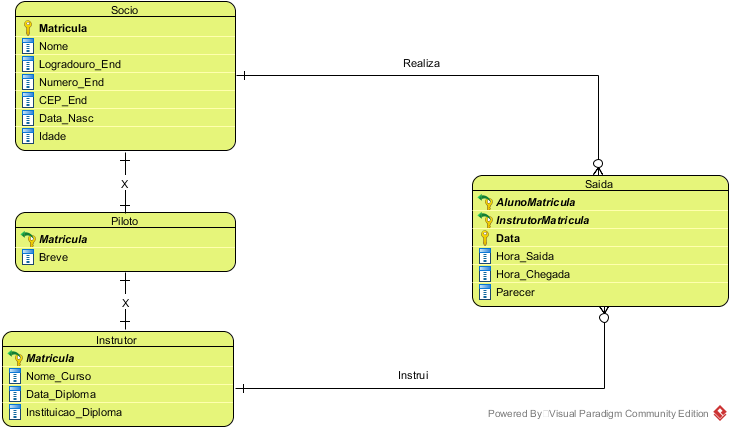 Socio
Matricula
Nome
Logradouro_End
Numero_End
CEP_End
Data_Nasc
Idade
Realiza
X
Piloto
Matricula
Breve
X
Instrutor
Matricula
Nome_Curso
Data_Diploma
Instituicao_Diploma
Saida
AlunoMatricula
InstrutorMatricula
Data
Hora_Saida
Hora_Chegada
Parecer
Instrui
Powered By Visual Paradigm Community Edition